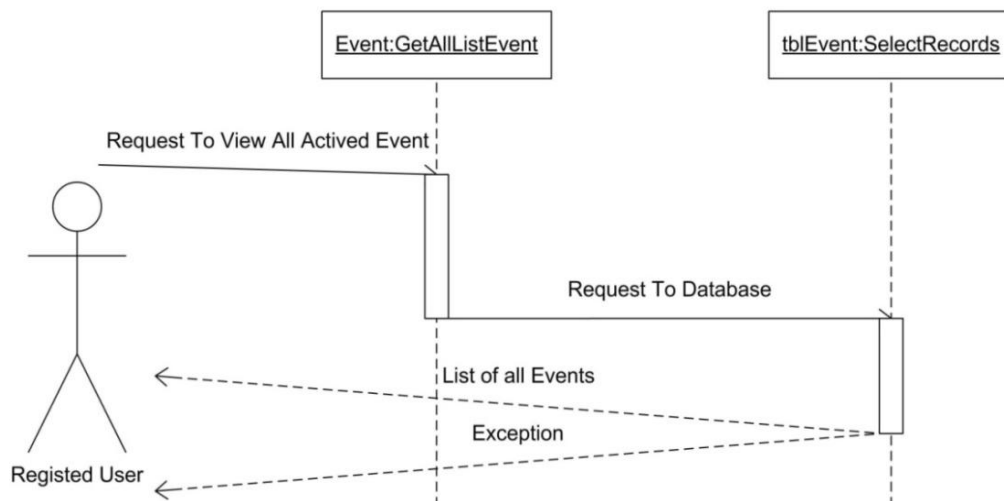 Event:GetAllListEvent
tblEvent:SelectRecords
Request To View All Actived Event
Request To Database
List of all Events
Exception
Registed User